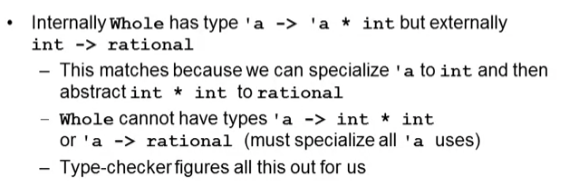 • Internally Whole has type 'a -> 'a * int but externally
int -> rational
– This matches because we can specialize 'a to int and then
abstract int * int to rational
– Whole cannot have types 'a -> int * int
or 'a -> rational (must specialize all 'a uses)
– Type-checker figures all this out for us